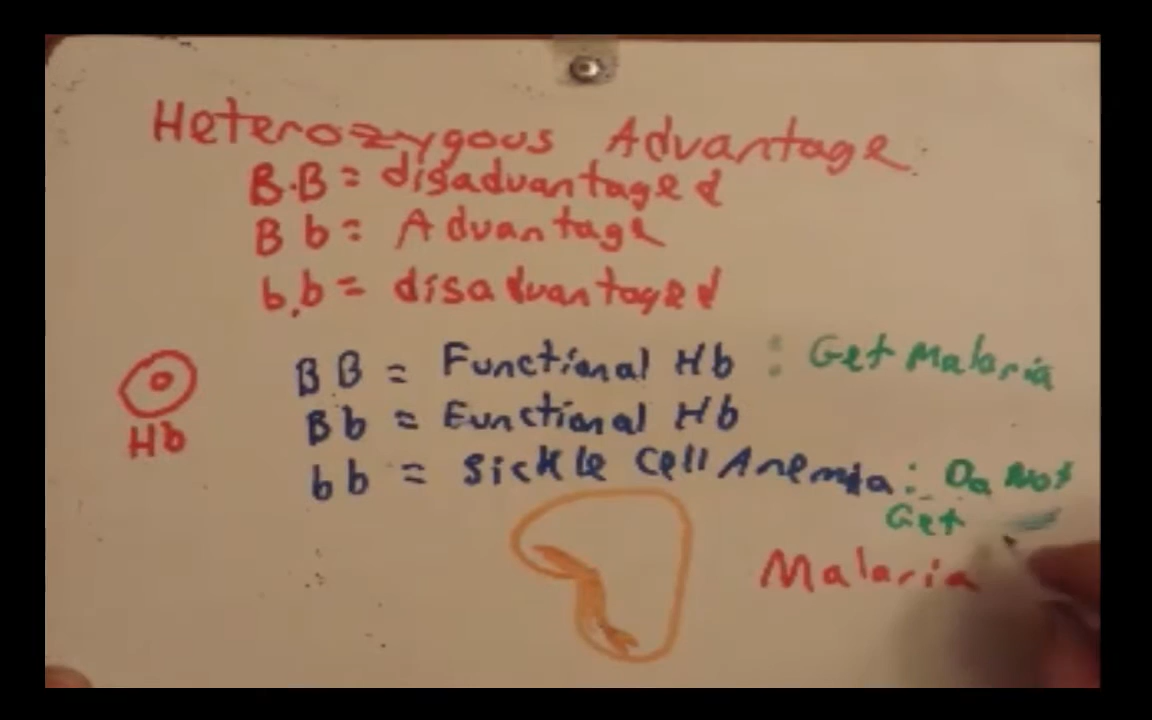 Heterozygous Advantage
B.B = disadvantaged
Bb = Advantage
b,b = disadvantaged
BB = Functional Hb : Get Malaria
Bb = Functional Hb
Hb
bb = Sickle Cell Anemia : Do Not
Get
Malaria